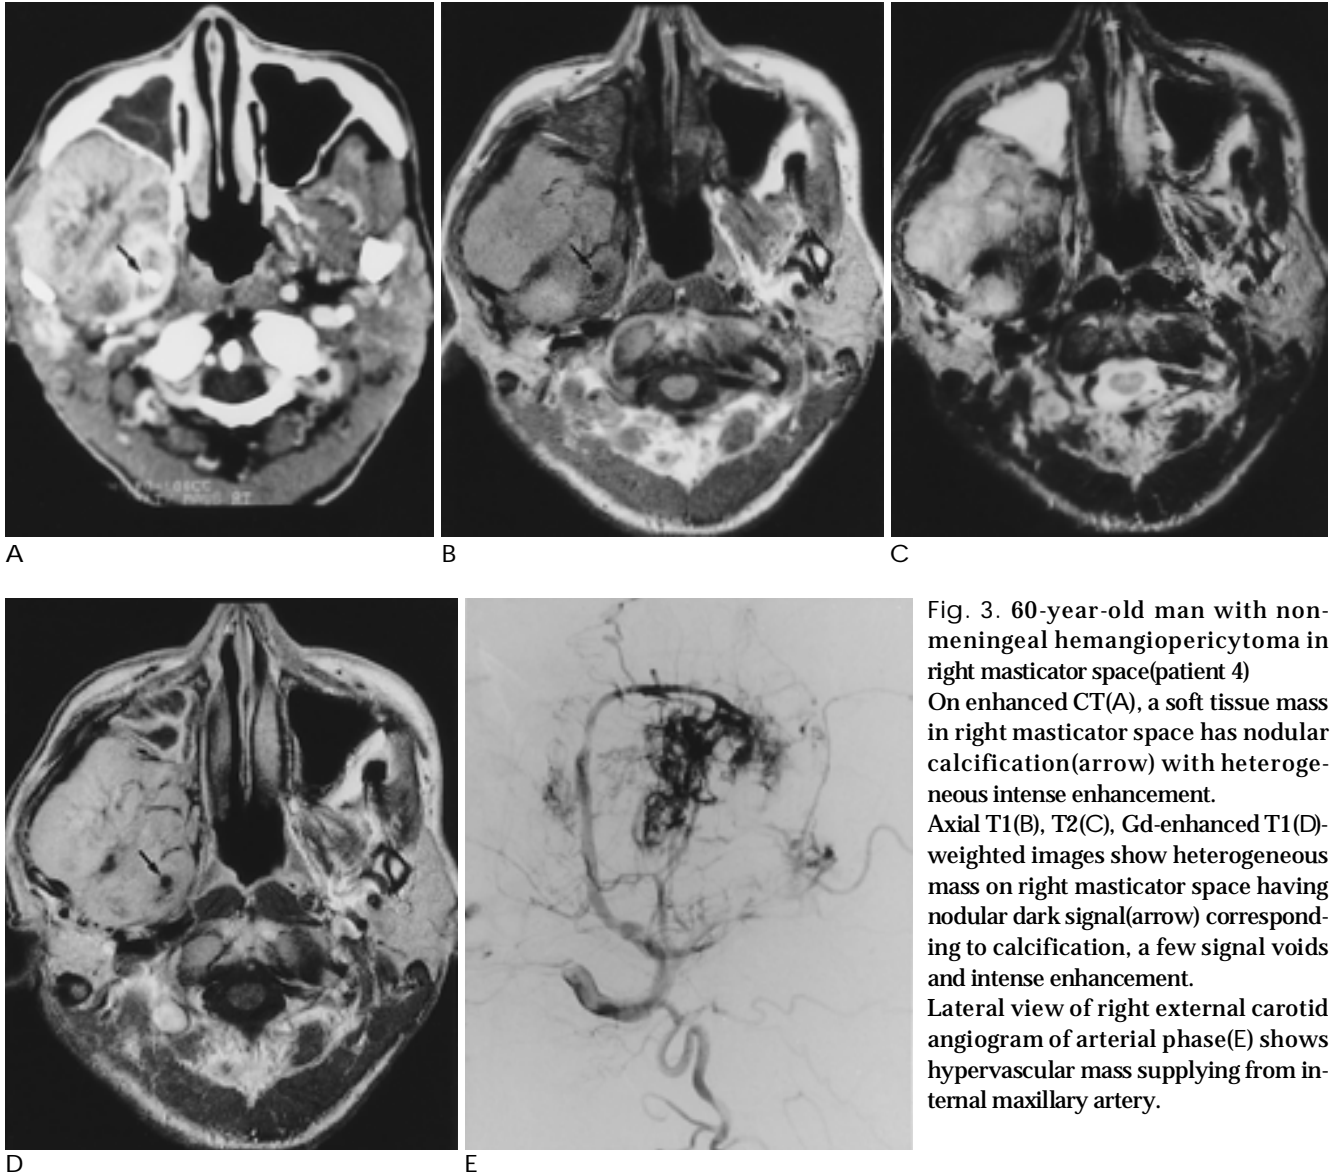 A
B
C
D
E
Fig. 3. 60-year-old man with non-
meningeal hemangiopericytoma in
right masticator space(patient 4)
On enhanced CT(A), a soft tissue mass
in right masticator space has nodular
calcification(arrow) with heteroge-
neous intense enhancement.
Axial T1(B), T2(C), Gd-enhanced T1(D)-
weighted images show heterogeneous
mass on right masticator space having
nodular dark signal(arrow) correspond-
ing to calcification, a few signal voids
and intense enhancement.
Lateral view of right external carotid
angiogram of arterial phase(E) shows
hypervascular mass supplying from in-
ternal maxillary artery.